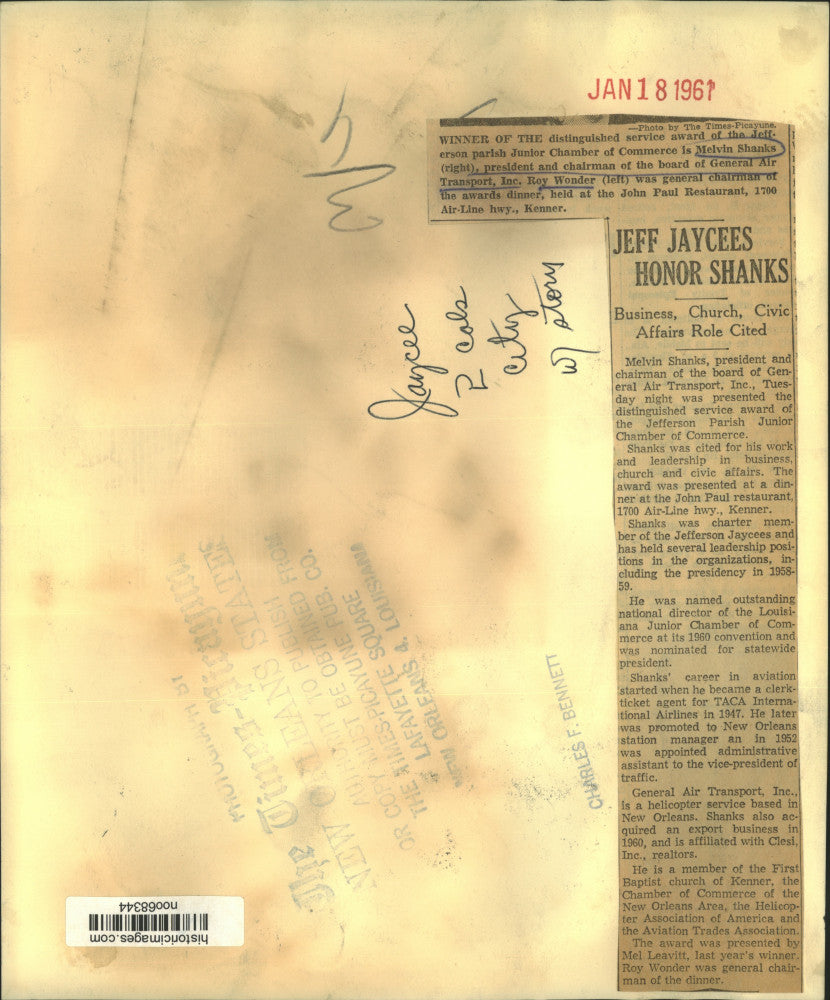 JAN 18 1961
—Photo by The Times-Picayune.
WINNER OF THE distinguished service award of the Jeff-
erson parish Junior Chamber of Commerce is Melvin Shanks
(right), president and chairman of the board of General Air
Transport, Inc. Roy Wonder (left) was general chairman of
the awards dinner, held at the John Paul Restaurant, 1700
Air-Line hwy., Kenner.
JEFF JAYCEES
HONOR SHANKS
Business, Church, Civic
Affairs Role Cited
Melvin Shanks, president and
chairman of the board of Gen-
eral Air Transport, Inc., Tues-
day night was presented the
distinguished service award of
the Jefferson Parish Junior
Chamber of Commerce.
Shanks was cited for his work
and leadership in business,
church and civic affairs. The
award was presented at a din-
ner at the John Paul restaurant,
1700 Air-Line hwy., Kenner.
Shanks was charter mem-
ber of the Jefferson Jaycees and
has held several leadership posi-
tions in the organizations, in-
cluding the presidency in 1958-
59.
He was named outstanding
national director of the Louisi-
ana Junior Chamber of Com-
merce at its 1960 convention and
was nominated for statewide
president.
Shanks' career in aviation
started when he became a clerk-
ticket agent for TACA Interna-
tional Airlines in 1947. He later
was promoted to New Orleans
station manager an in 1952
was appointed administrative
assistant to the vice-president of
traffic.
General Air Transport, Inc.,
is a helicopter service based in
New Orleans. Shanks also ac-
quired an export business in
1960, and is affiliated with Clesi,
Inc., realtors.
He is a member of the First
Baptist church of Kenner, the
Chamber of Commerce of the
New Orleans Area, the Helicop-
ter Association of America and
the Aviation Trades Association.
The award was presented by
Mel Leavitt, last year's winner.
Roy Wonder was general chair-
man of the dinner.
Jaycee
2 cols
City
w/ story
PHOTOGRAPH BY
The Times-Picayune
NEW ORLEANS STATES
AUTHORITY TO PUBLISH
OR COPY MUST BE OBTAINED FROM
THE TIMES-PICAYUNE PUB. CO.
LAFAYETTE SQUARE
NEW ORLEANS 4, LOUISIANA
CHARLES F. BENNETT
historicimages.com
noo68344